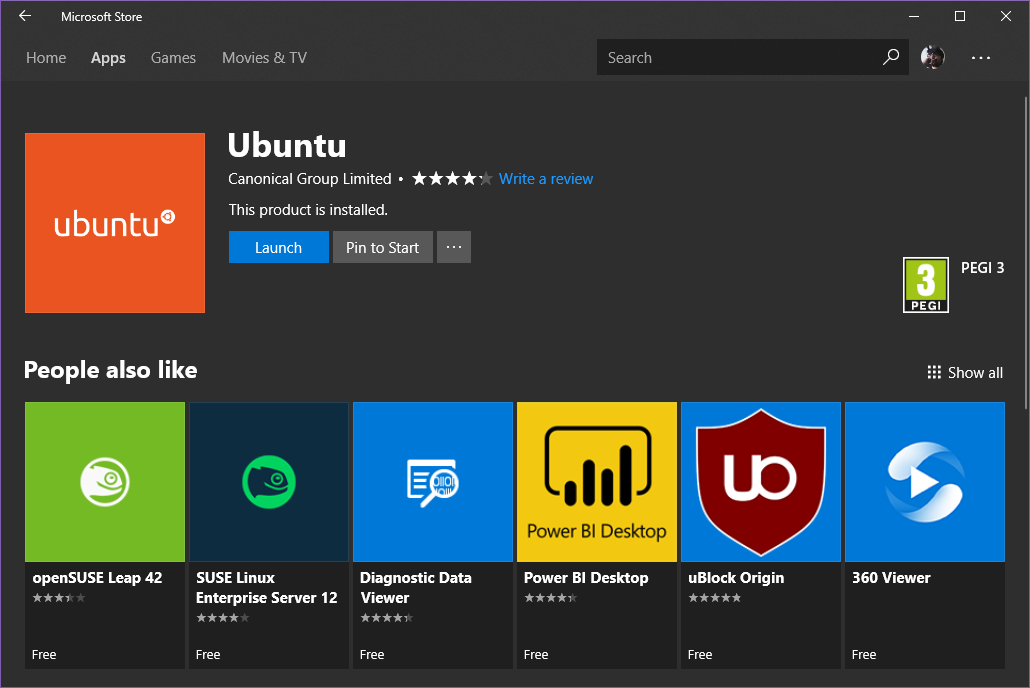 Microsoft Store
Home Apps Games Movies & TV Search
ubuntu
Ubuntu
Canonical Group Limited • Write a review
This product is installed.
Launch Pin to Start ···
3
PEGI
PEGI 3
People also like
Show all
Power BI Desktop
uo
openSUSE Leap 42
SUSE Linux
Enterprise Server 12
Diagnostic Data
Viewer
Power BI Desktop
uBlock Origin
360 Viewer
Free
Free
Free
Free
Free
Free